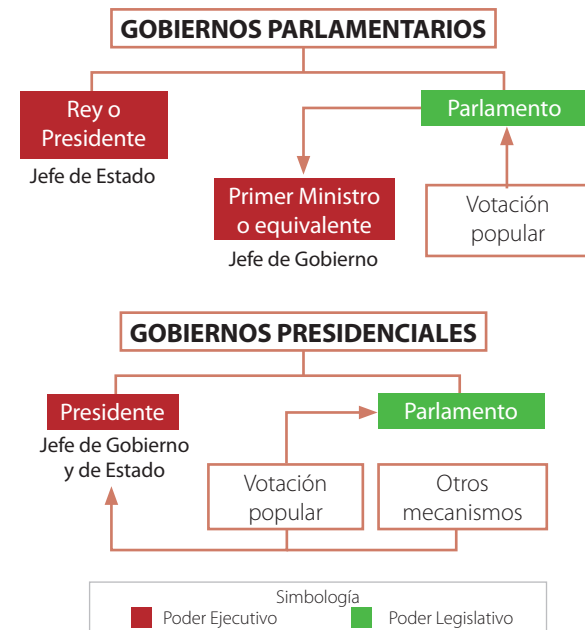 GOBIERNOS PARLAMENTARIOS
Rey o
Presidente
Jefe de Estado
Parlamento
Primer Ministro
o equivalente
Jefe de Gobierno
Votación
popular
GOBIERNOS PRESIDENCIALES
Presidente
Jefe de Gobierno
y de Estado
Parlamento
Votación
popular
Otros
mecanismos
Simbología
Poder Ejecutivo
Poder Legislativo